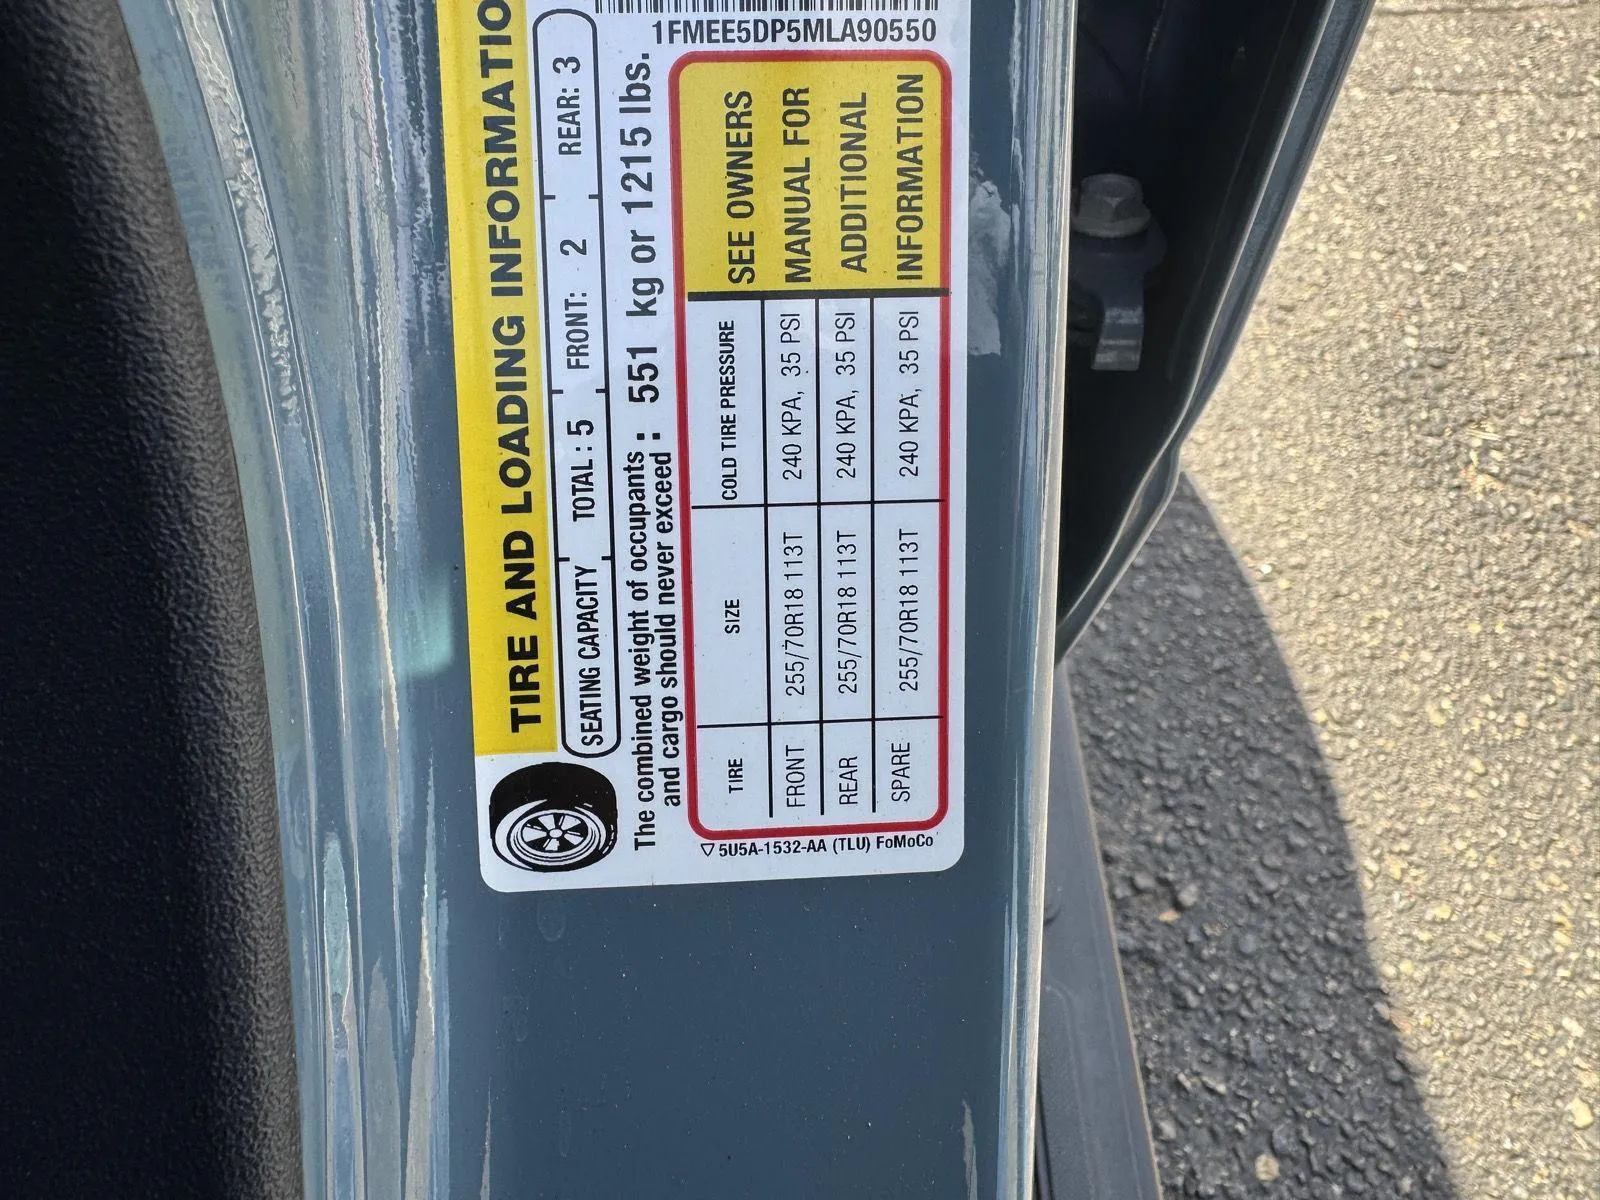 1FMEE5DP5MLA90550
TIRE AND LOADING INFORMATIO
SEATING CAPACITY TOTAL : 5 FRONT: 2 REAR: 3
The combined weight of occupants : 551 kg or 1215 lbs.
and cargo should never exceed :
TIRE SIZE COLD TIRE PRESSURE SEE OWNERS
FRONT 255/70R18 113T 240 KPA, 35 PSI MANUAL FOR
REAR 255/70R18 113T 240 KPA, 35 PSI ADDITIONAL
SPARE 255/70R18 113T 240 KPA, 35 PSI INFORMATION
▽ 5U5A-1532-AA (TLU) FoMoCo